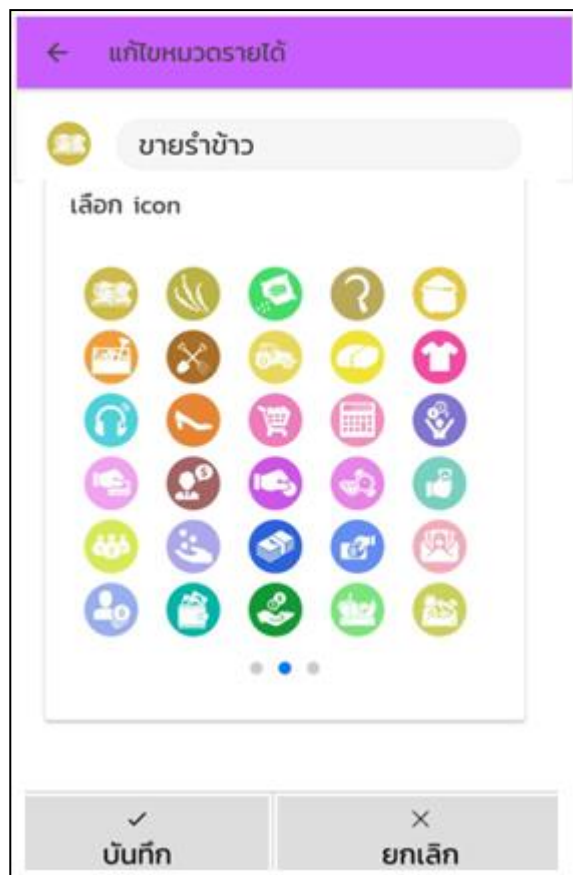 แก้ไขหมวดรายได้
ขายรำข้าว
เลือก icon
บันทึก
ยกเลิก